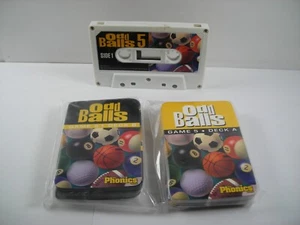 Odd
Balls 5
SIDE 1
Odd
Balls
Phonics
Odd
Balls
GAME 5 • DECK A
Phonics